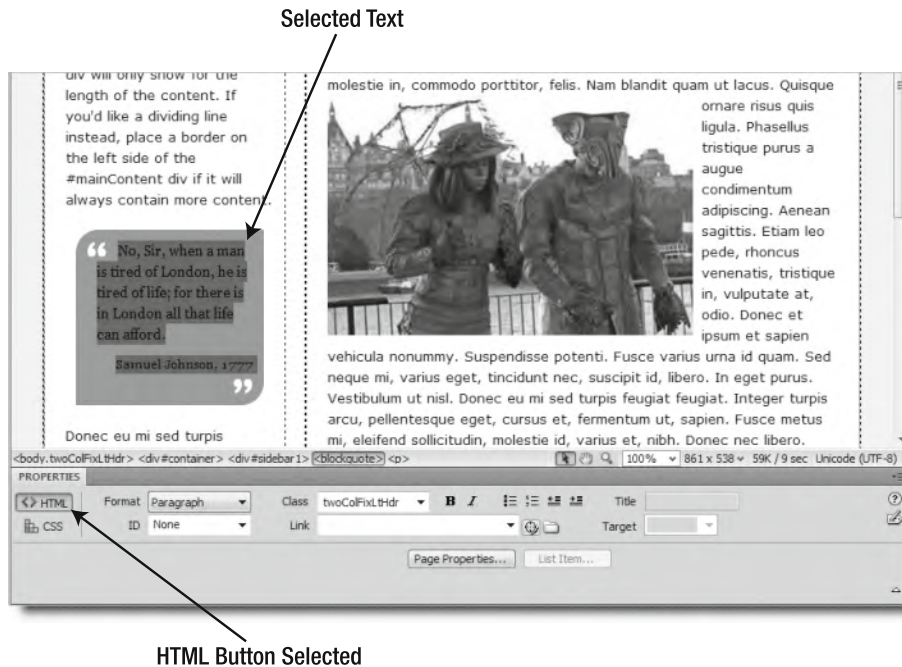 Selected Text
div will only show for the
length of the content. If
you'd like a dividing line
instead, place a border on
the left side of the
#mainContent div if it will
always contain more content.
“ No, Sir, when a man
is tired of London, he is
tired of life; for there is
in London all that life
can afford.
Samuel Johnson, 1777
”
Donec eu mi sed turpis
molestie in, commodo porttitor, felis. Nam blandit quam ut lacus. Quisque
ornare risus quis
ligula. Phasellus
tristique purus a
augue
condimentum
adipiscing. Aenean
sagittis. Etiam leo
pede, rhoncus
venenatis, tristique
in, vulputate at,
odio. Donec et
ipsum et sapien
vehicula nonummy. Suspendisse potenti. Fusce varius urna id quam. Sed
neque mi, varius eget, tincidunt nec, suscipit id, libero. In eget purus.
Vestibulum ut nisl. Donec eu mi sed turpis feugiat feugiat. Integer turpis
arcu, pellentesque eget, cursus et, fermentum ut, sapien. Fusce metus
mi, eleifend sollicitudin, molestie id, varius et, nibh. Donec nec libero.
<body.twoColFixLtHdr> <div#container> <div#sidebar1> <blockquote> <p> 100% 861 x 538 59K / 9 sec Unicode (UTF-8)
PROPERTIES
<> HTML Format Paragraph Class twoColFixLtHdr B I Title
CSS ID None Link Target
Page Properties... List Item...
HTML Button Selected